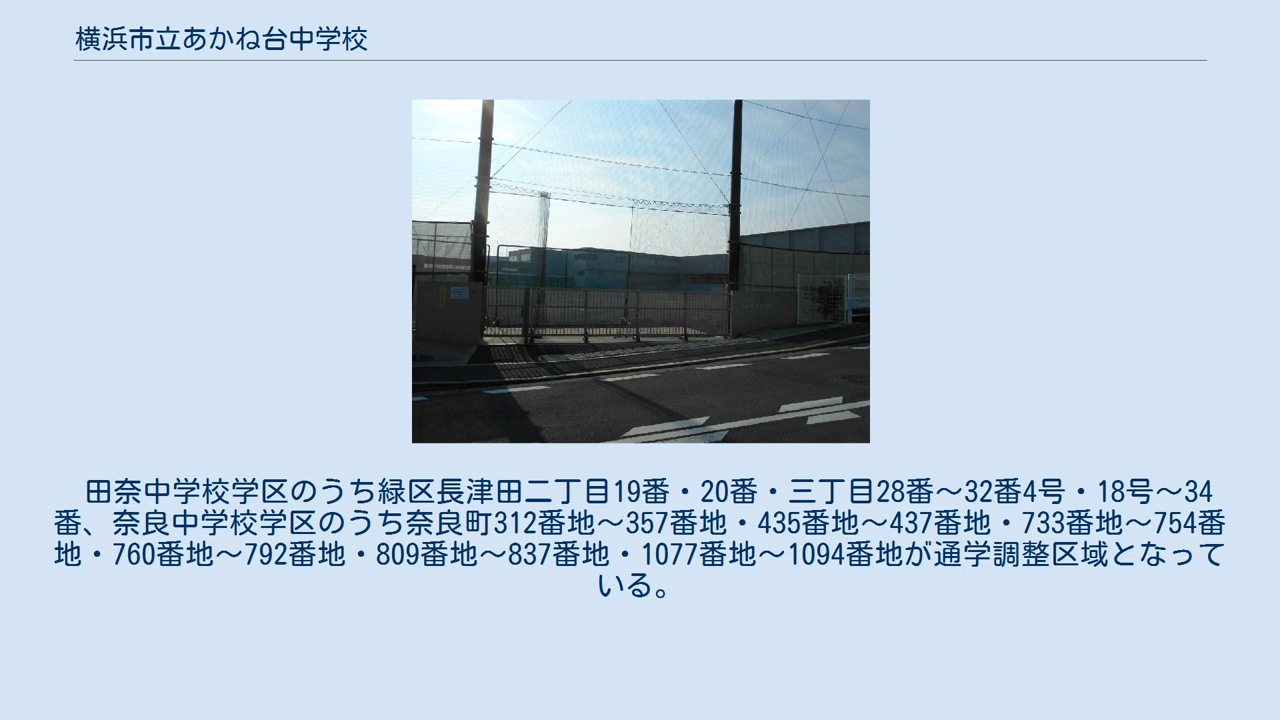 横浜市立あかね台中学校
田奈中学校学区のうち緑区長津田二丁目19番・20番・三丁目28番〜32番4号・18号〜34
番、奈良中学校学区のうち奈良町312番地〜357番地・435番地〜437番地・733番地〜754番
地・760番地〜792番地・809番地〜837番地・1077番地〜1094番地が通学調整区域となって
いる。